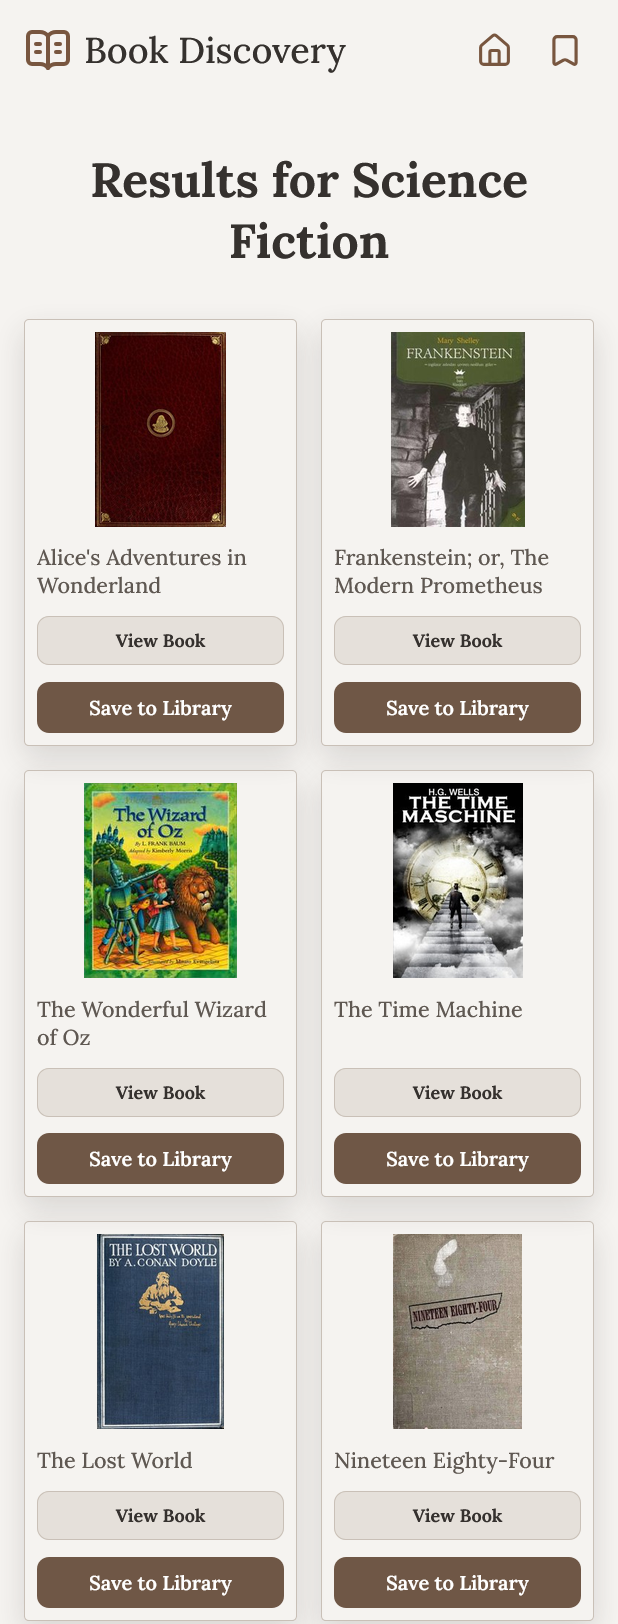 Book Discovery
Results for Science
Fiction
Mary Shelley
FRANKENSTEIN
Alice's Adventures in
Wonderland
Frankenstein; or, The
Modern Prometheus
View Book
View Book
Save to Library
Save to Library
The Wizard
of Oz
By L. FRANK BAUM
Adapted by Kimberly Morris
H.G. WELLS
THE TIME
MASCHINE
The Wonderful Wizard
of Oz
The Time Machine
View Book
View Book
Save to Library
Save to Library
THE LOST WORLD
BY A. CONAN DOYLE
NINETEEN EIGHTY-FOUR
The Lost World
Nineteen Eighty-Four
View Book
View Book
Save to Library
Save to Library